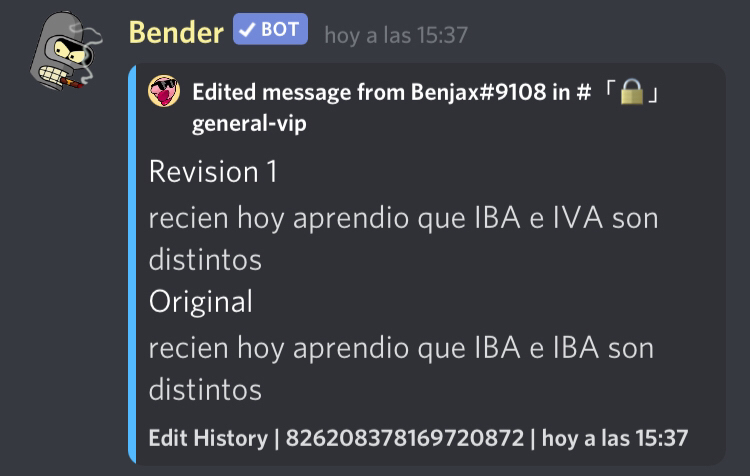 Bender ✓ BOT hoy a las 15:37
Edited message from Benjax#9108 in # 「🔒」
general-vip
Revision 1
recien hoy aprendio que IBA e IVA son
distintos
Original
recien hoy aprendio que IBA e IBA son
distintos
Edit History | 826208378169720872 | hoy a las 15:37